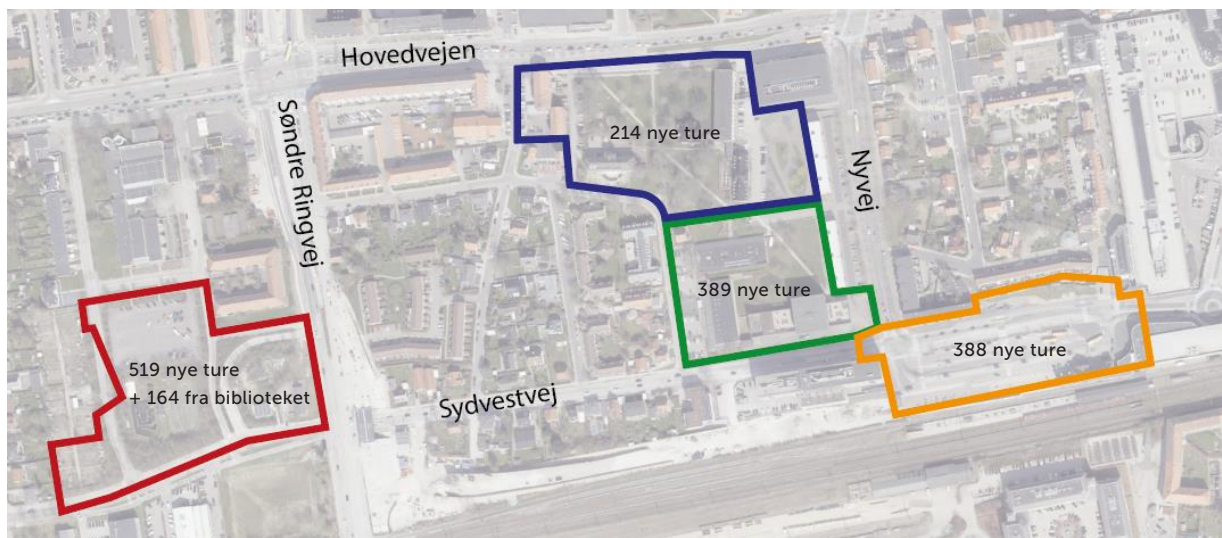 Hovedvejen
Søndre Ringvej
214 nye ture
Nyvej
389 nye ture
519 nye ture
+ 164 fra biblioteket
388 nye ture
Sydvestvej